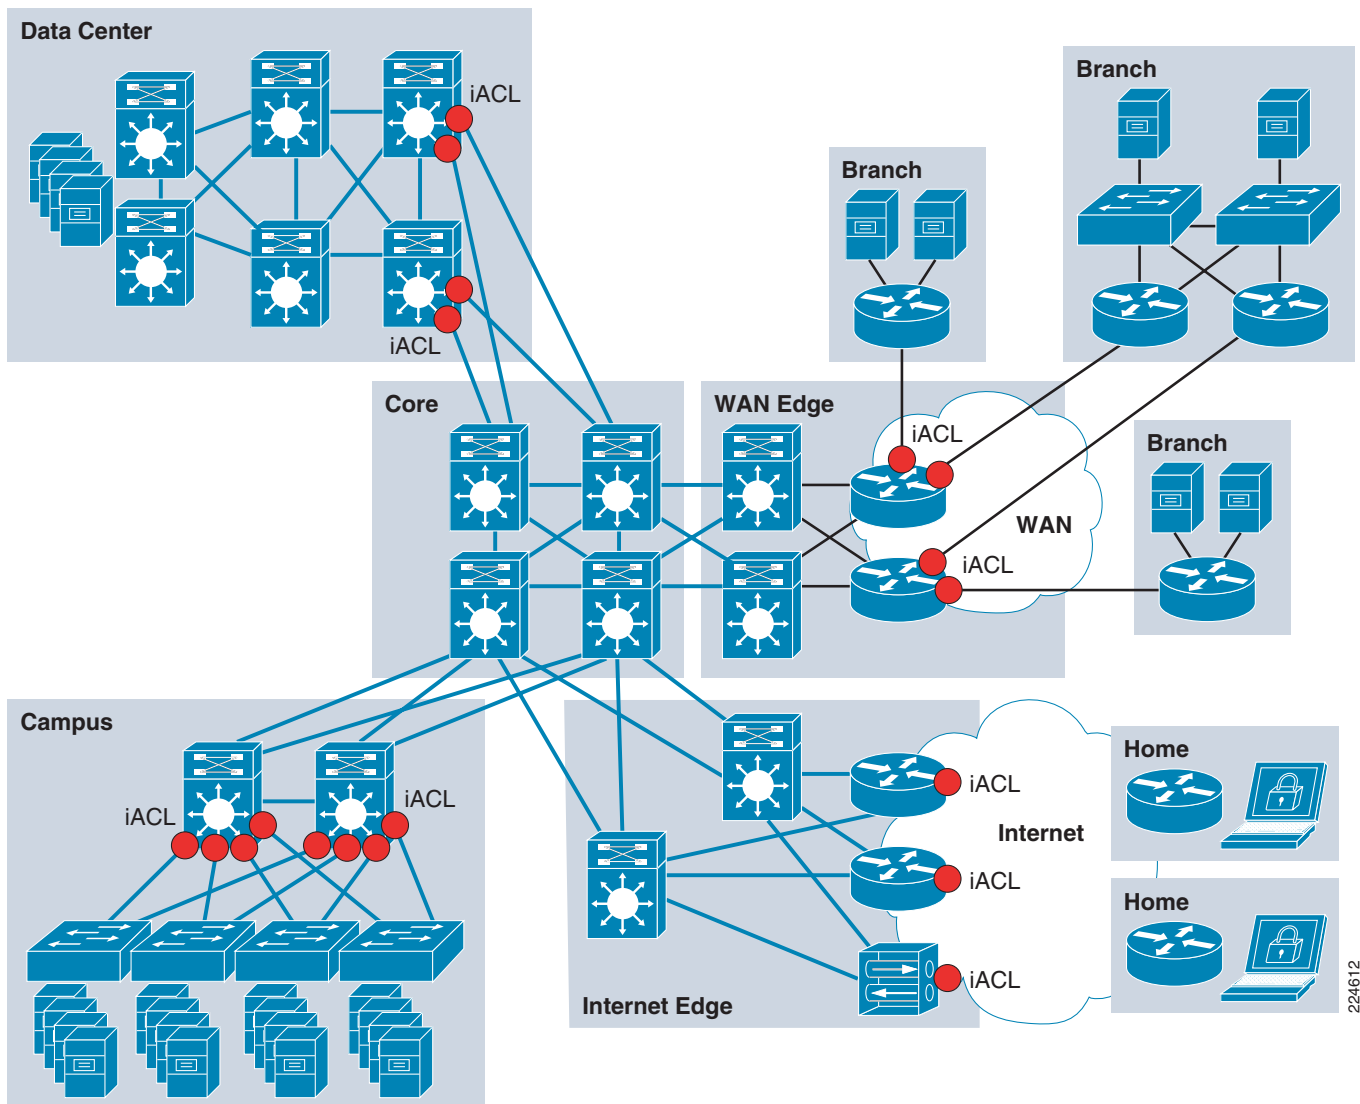 Data Center
iACL
iACL
Branch
Branch
Core
WAN Edge
iACL
WAN
iACL
Branch
Campus
iACL
iACL
Internet Edge
iACL
iACL
iACL
Internet
Home
Home
224612